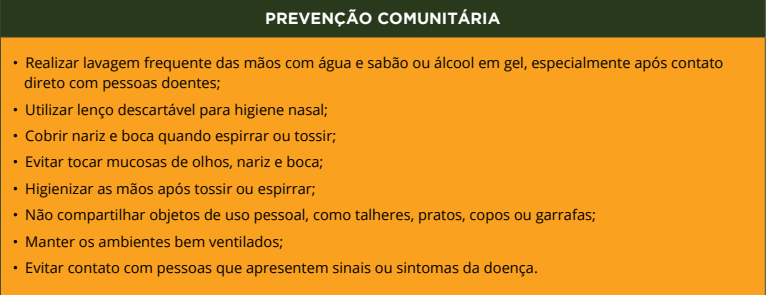 PREVENÇÃO COMUNITÁRIA
• Realizar lavagem frequente das mãos com água e sabão ou álcool em gel, especialmente após contato
direto com pessoas doentes;
• Utilizar lenço descartável para higiene nasal;
• Cobrir nariz e boca quando espirrar ou tossir;
• Evitar tocar mucosas de olhos, nariz e boca;
• Higienizar as mãos após tossir ou espirrar;
• Não compartilhar objetos de uso pessoal, como talheres, pratos, copos ou garrafas;
• Manter os ambientes bem ventilados;
• Evitar contato com pessoas que apresentem sinais ou sintomas da doença.